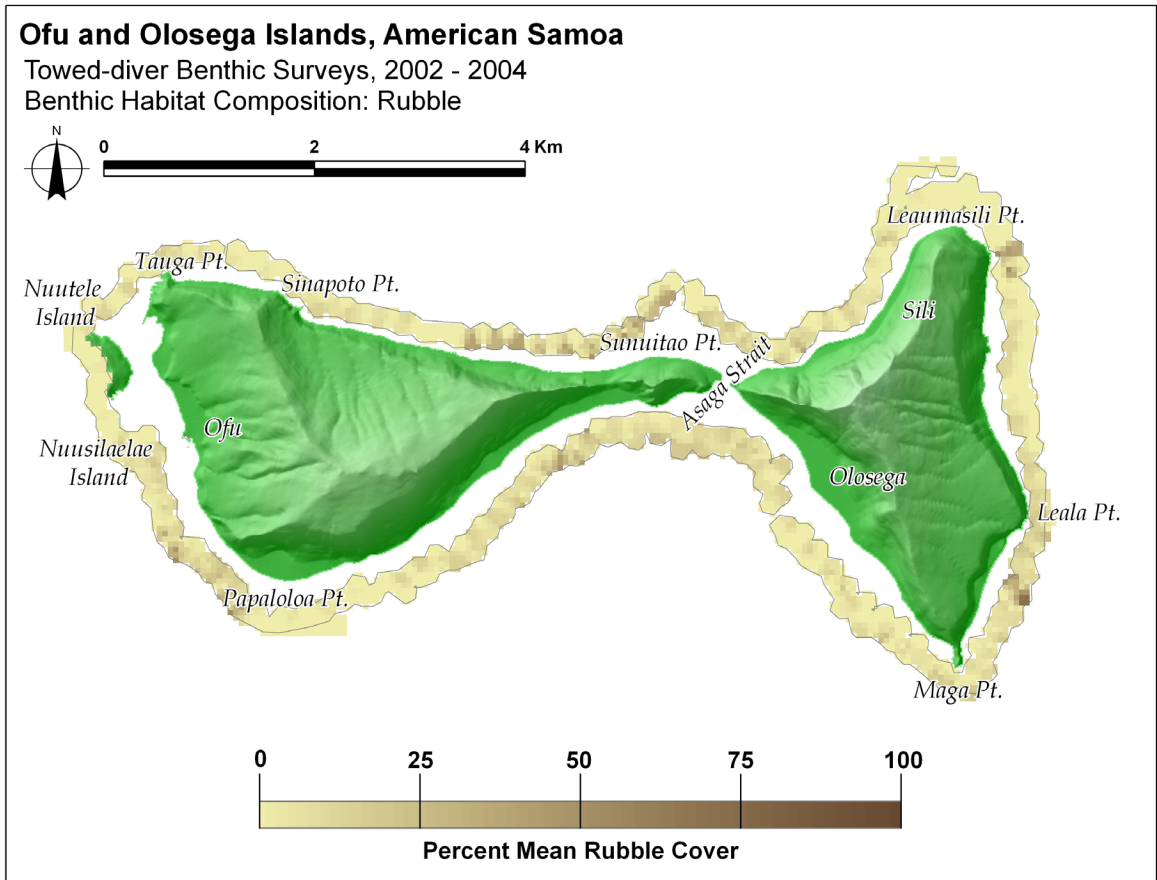 Ofu and Olosega Islands, American Samoa
Towed-diver Benthic Surveys, 2002 - 2004
Benthic Habitat Composition: Rubble
N
0 2 4 Km
Leaumasili Pt.
Tauga Pt.
Sinapoto Pt.
Nuutele
Island
Sili
Sunuitao Pt.
Asaga Strait
Ofu
Nuusilaelae
Island
Olosega
Leala Pt.
Papaloloa Pt.
Maga Pt.
0 25 50 75 100
Percent Mean Rubble Cover